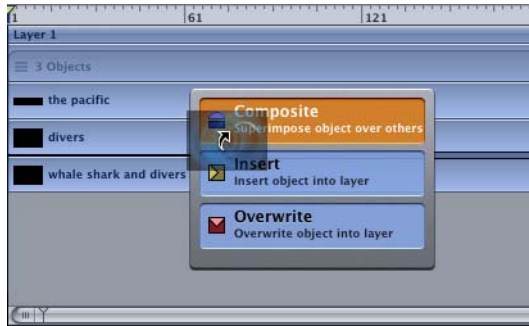 1 61 121
Layer 1
3 Objects
the pacific
Composite
Superimpose object over others
divers
Insert
Insert object into layer
whale shark and divers
Overwrite
Overwrite object into layer